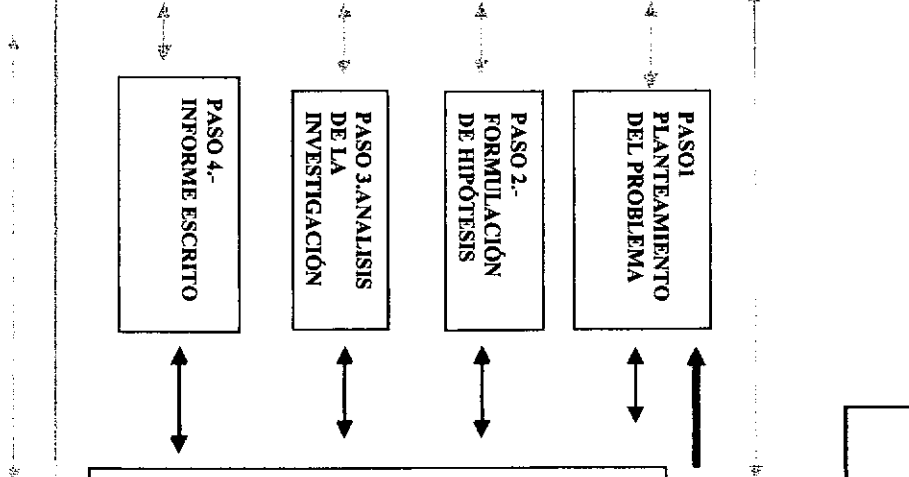 PASO1
PLANTEAMIENTO
DEL PROBLEMA
PASO 2.-
FORMULACIÓN
DE HIPÓTESIS
PASO 3.ANALISIS
DE LA
INVESTIGACIÓN
PASO 4.-
INFORME ESCRITO